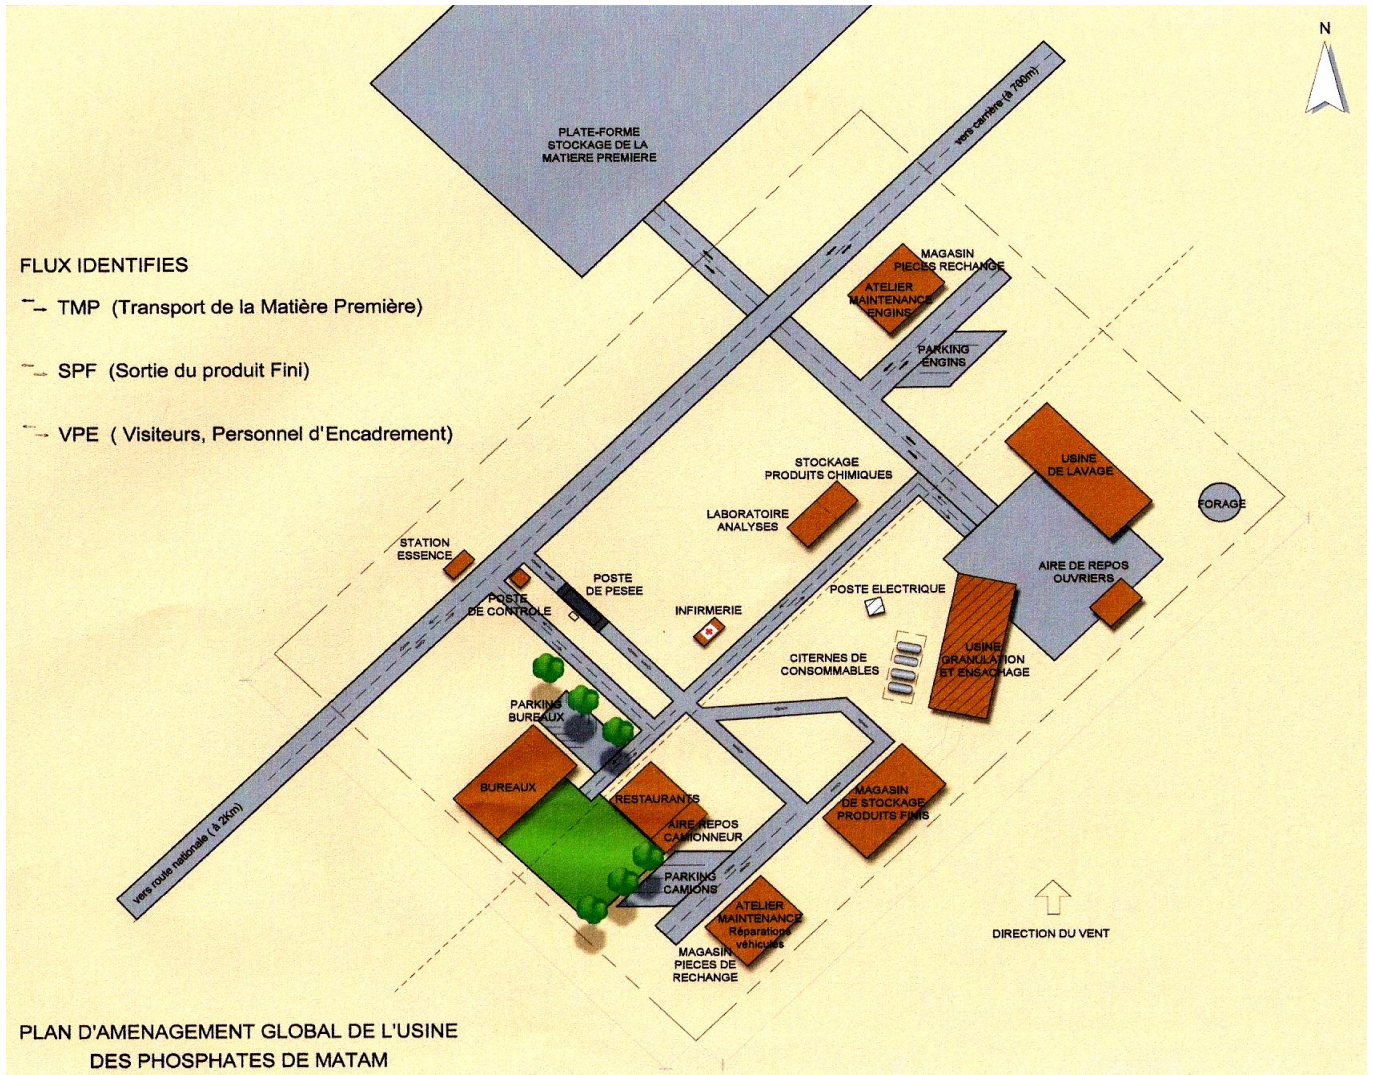 N
vers carrière (à 700m)
PLATE-FORME
STOCKAGE DE LA
MATIERE PREMIERE
FLUX IDENTIFIES
TMP (Transport de la Matière Première)
SPF (Sortie du produit Fini)
VPE ( Visiteurs, Personnel d'Encadrement)
MAGASIN
PIECES RECHANGE
ATELIER
MAINTENANCE
ENGINS
PARKING
ENGINS
USINE
DE LAVAGE
STOCKAGE
PRODUITS CHIMIQUES
LABORATOIRE
ANALYSES
FORAGE
STATION
ESSENCE
POSTE
DE CONTROLE
POSTE
DE PESEE
AIRE DE REPOS
OUVRIERS
POSTE ELECTRIQUE
INFIRMERIE
CITERNES DE
CONSOMMABLES
USINE
GRANULATION
ET ENSACHAGE
PARKING
BUREAUX
BUREAUX
RESTAURANTS
AIRE REPOS
CAMIONNEUR
MAGASIN
DE STOCKAGE
PRODUITS FINIS
vers route nationale ( à 2Km)
PARKING
CAMIONS
ATELIER
MAINTENANCE
Réparations
véhicules
MAGASIN
PIECES DE
RECHANGE
DIRECTION DU VENT
PLAN D'AMENAGEMENT GLOBAL DE L'USINE
DES PHOSPHATES DE MATAM